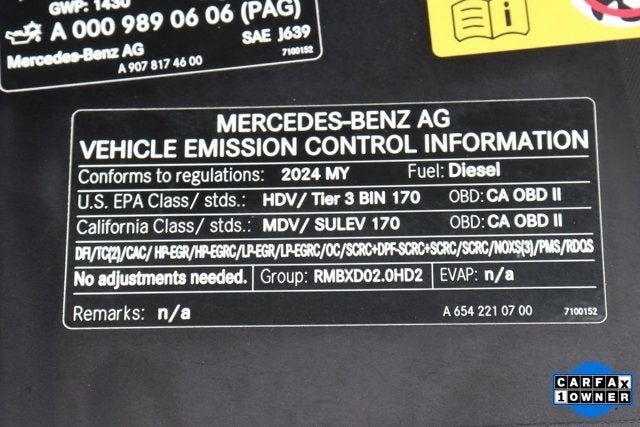 GWP: 1430
A 000 989 06 06 (PAG)
SAE J639
Mercedes-Benz AG
7100152
A 907 817 46 00
MERCEDES-BENZ AG
VEHICLE EMISSION CONTROL INFORMATION
Conforms to regulations: 2024 MY Fuel: Diesel
U.S. EPA Class/ stds.: HDV/ Tier 3 BIN 170 OBD: CA OBD II
California Class/ stds.: MDV/ SULEV 170 OBD: CA OBD II
DFI/TC(2)/CAC/ HP-EGR/HP-EGRC/LP-EGR/LP-EGRC/OC/SCRC+DPF-SCRC+SCRC/SCRC/NOXS(3)/PMS/RDQS
No adjustments needed. Group: RMBXD02.0HD2 EVAP: n/a
Remarks: n/a A 654 221 07 00 7100152
CARFAX
1 OWNER